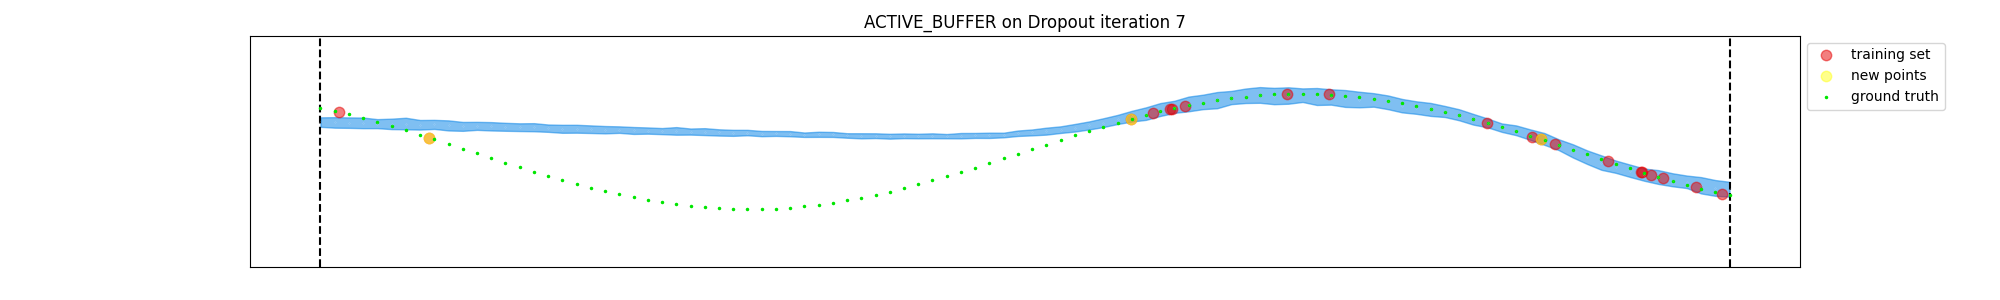 ACTIVE_BUFFER on Dropout iteration 7
training set
new points
ground truth